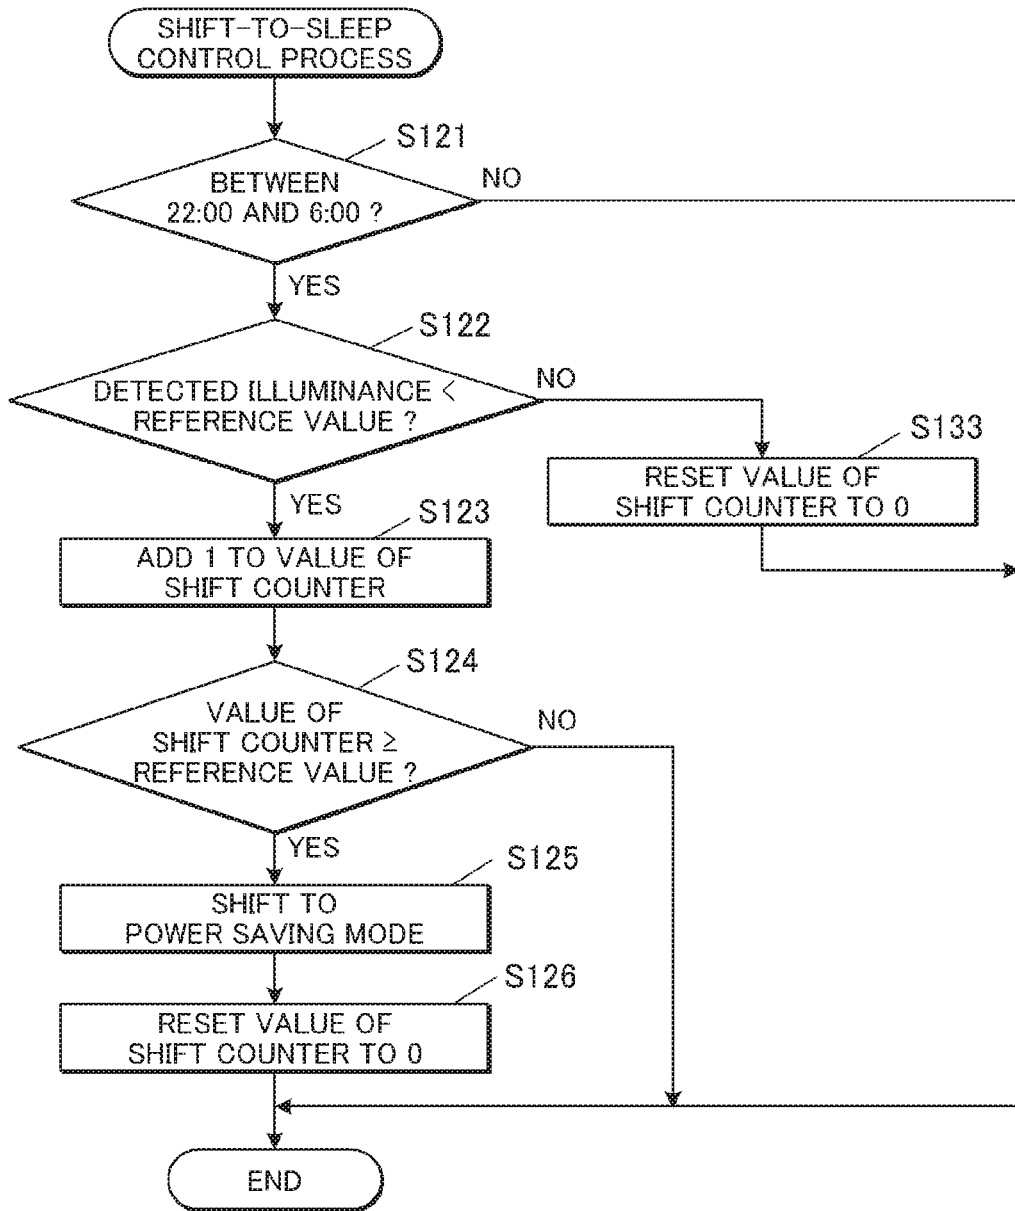 SHIFT-TO-SLEEP
CONTROL PROCESS
S121
BETWEEN
22:00 AND 6:00 ?
NO
YES
S122
DETECTED ILLUMINANCE <
REFERENCE VALUE ?
NO
S133
RESET VALUE OF
SHIFT COUNTER TO 0
YES
S123
ADD 1 TO VALUE OF
SHIFT COUNTER
S124
VALUE OF
SHIFT COUNTER ≥
REFERENCE VALUE ?
NO
YES
S125
SHIFT TO
POWER SAVING MODE
S126
RESET VALUE OF
SHIFT COUNTER TO 0
END